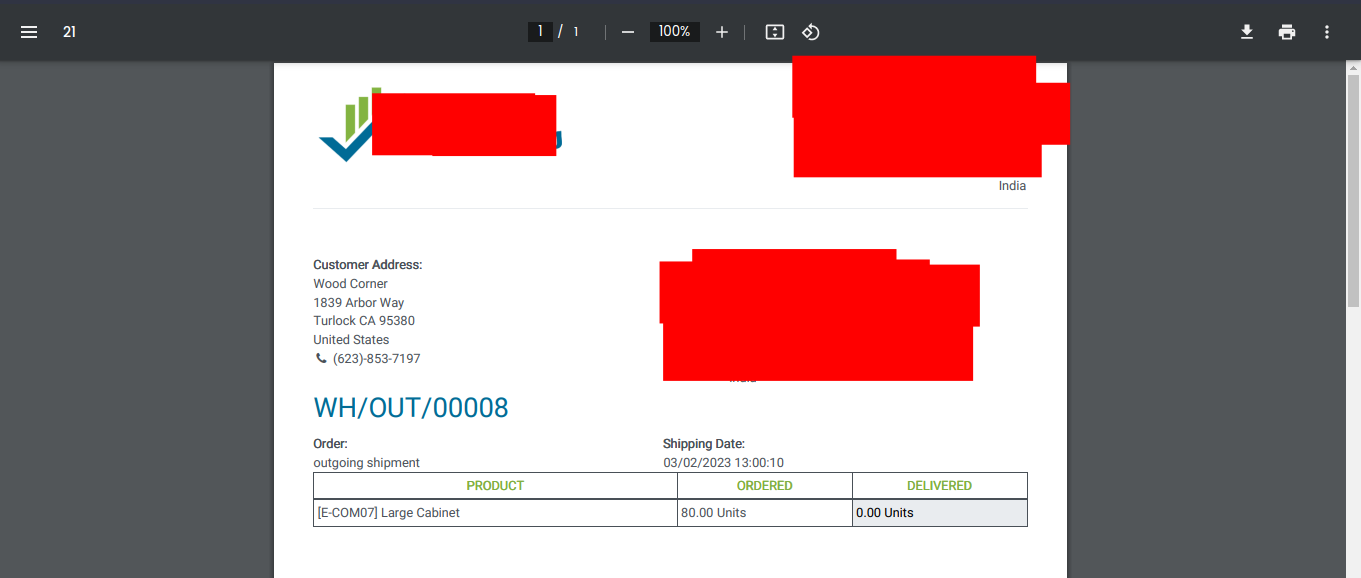 21
1 / 1
100%
India
Customer Address:
Wood Corner
1839 Arbor Way
Turlock CA 95380
United States
(623)-853-7197
WH/OUT/00008
Order:
outgoing shipment
Shipping Date:
03/02/2023 13:00:10
PRODUCT ORDERED DELIVERED
[E-COM07] Large Cabinet 80.00 Units 0.00 Units